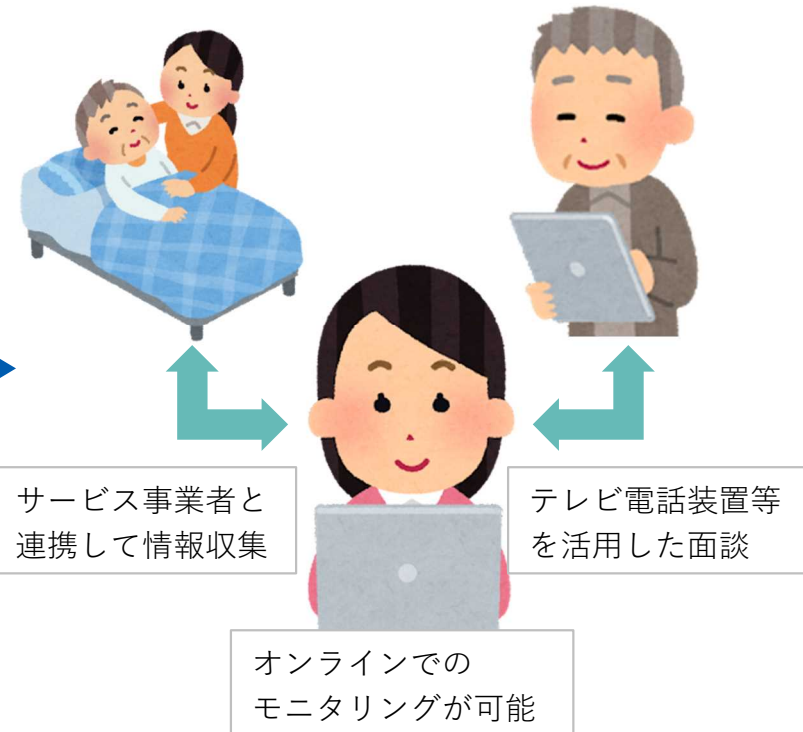 サービス事業者と
連携して情報収集
テレビ電話装置等
を活用した面談
オンラインでの
モニタリングが可能